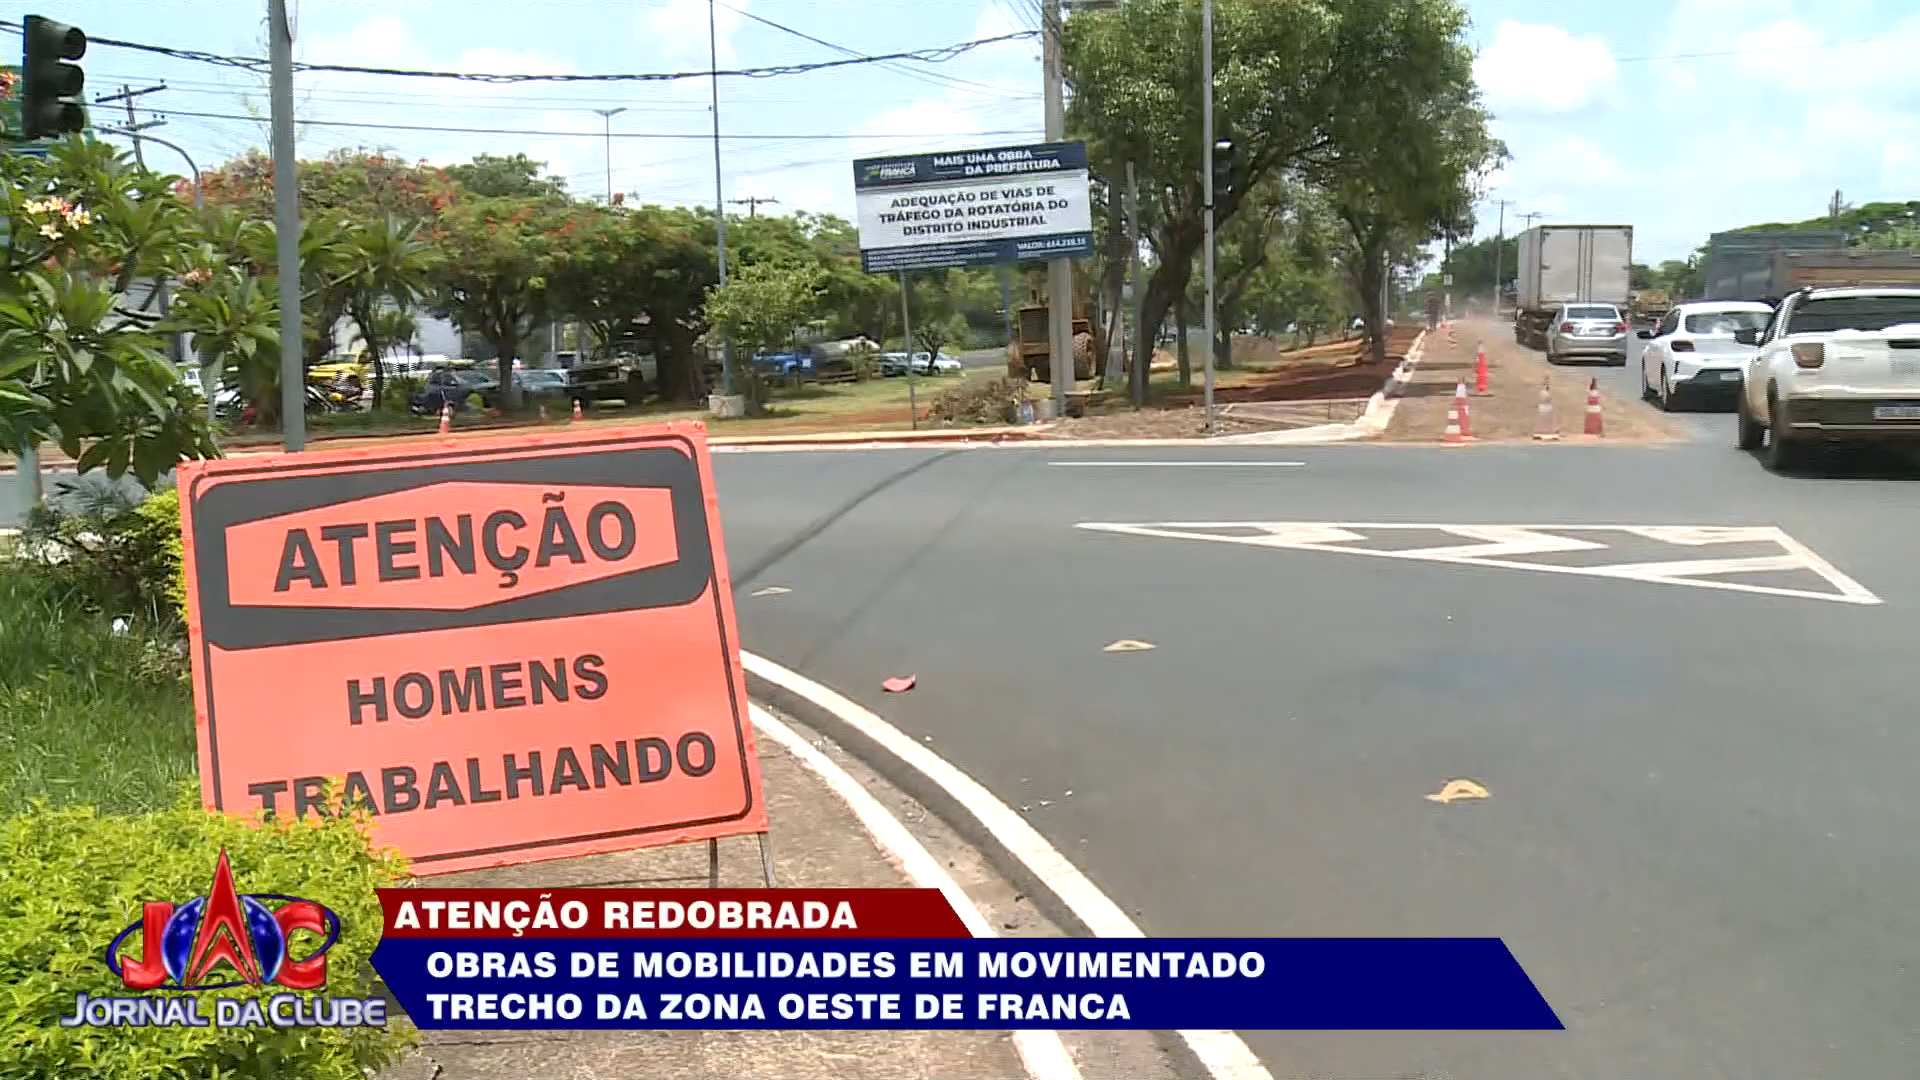 MAIS UMA OBRA
DA PREFEITURA
FRANCA
ADEQUAÇÃO DE VIAS DE
TRÁFEGO DA ROTATÓRIA DO
DISTRITO INDUSTRIAL
ATENÇÃO
HOMENS
TRABALHANDO
ATENÇÃO REDOBRADA
OBRAS DE MOBILIDADES EM MOVIMENTADO
TRECHO DA ZONA OESTE DE FRANCA
JC
JORNAL DA CLUBE